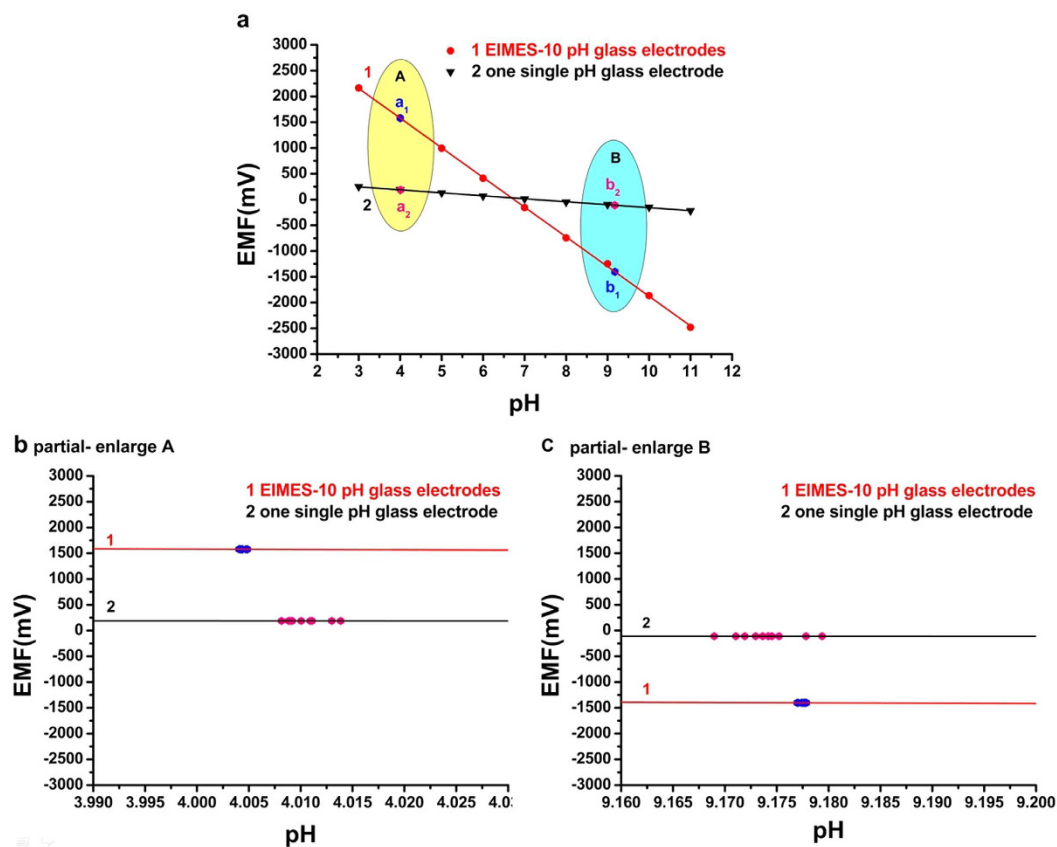 a
1 EIMES-10 pH glass electrodes
2 one single pH glass electrode
3000
2500
2000
1500
1000
500
0
-500
-1000
-1500
-2000
-2500
-3000
EMF(mV)
1
A
a1
2
a2
B
b2
b1
2 3 4 5 6 7 8 9 10 11 12
pH
b partial- enlarge A
3000
2500
2000
1500
1000
500
0
-500
-1000
-1500
-2000
-2500
-3000
EMF(mV)
1 EIMES-10 pH glass electrodes
2 one single pH glass electrode
1
2
3.990 3.995 4.000 4.005 4.010 4.015 4.020 4.025 4.03
pH
C partial- enlarge B
3000
2500
2000
1500
1000
500
0
-500
-1000
-1500
-2000
-2500
-3000
EMF(mV)
1 EIMES-10 pH glass electrodes
2 one single pH glass electrode
2
1
9.160 9.165 9.170 9.175 9.180 9.185 9.190 9.195 9.200
pH